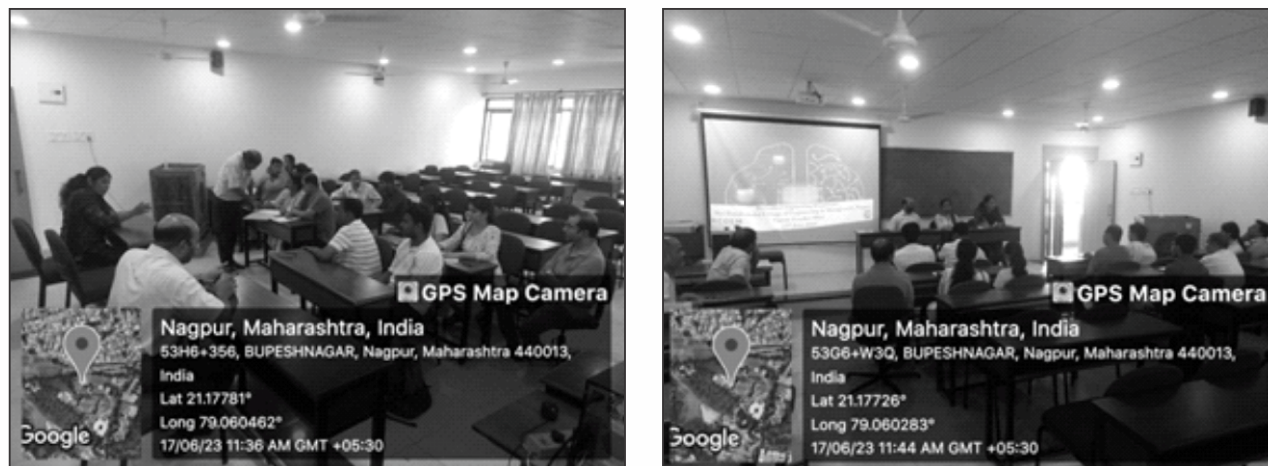 GPS Map Camera
Nagpur, Maharashtra, India
53H6+356, BUPESHNAGAR, Nagpur, Maharashtra 440013,
India
Lat 21.17781°
Long 79.060462°
17/06/23 11:36 AM GMT +05:30
Google
GPS Map Camera
Nagpur, Maharashtra, India
53G6+W3Q, BUPESHNAGAR, Nagpur, Maharashtra 440013,
India
Lat 21.17726°
Long 79.060283°
17/06/23 11:44 AM GMT +05:30
Google